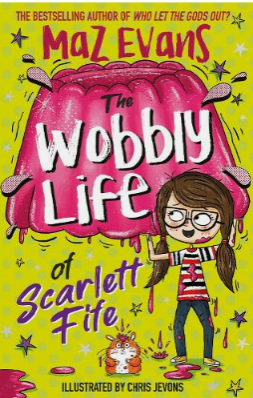 THE BESTSELLING AUTHOR OF WHO LET THE GODS OUT?
MAZ EVANS
The
Wobbly
Life
of
Scarlett
Fife
ILLUSTRATED BY CHRIS JEVONS